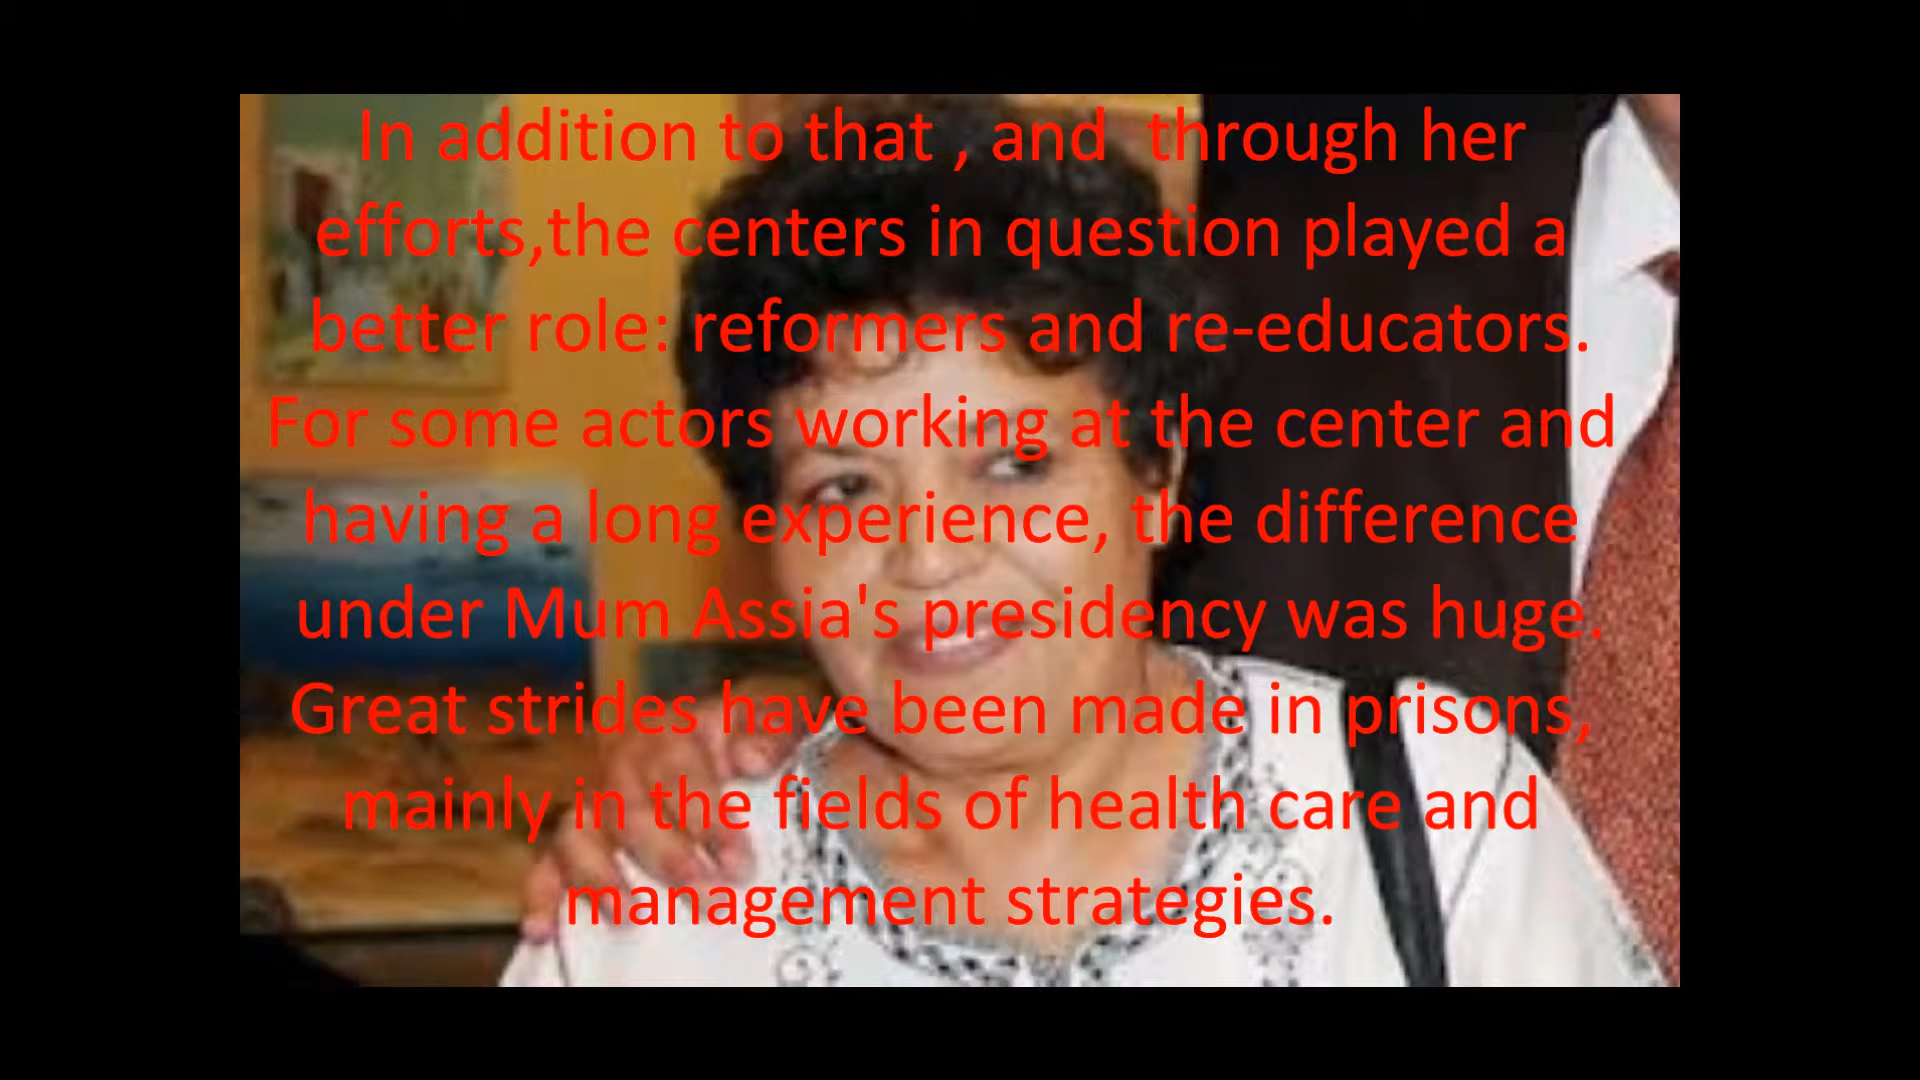 In addition to that , and  through her
efforts,the centers in question played a
better role: reformers and re-educators.
For some actors working at the center and
having a long experience, the difference
under Mum Assia's presidency was huge.
Great strides have been made in prisons,
mainly in the fields of health care and
management strategies.